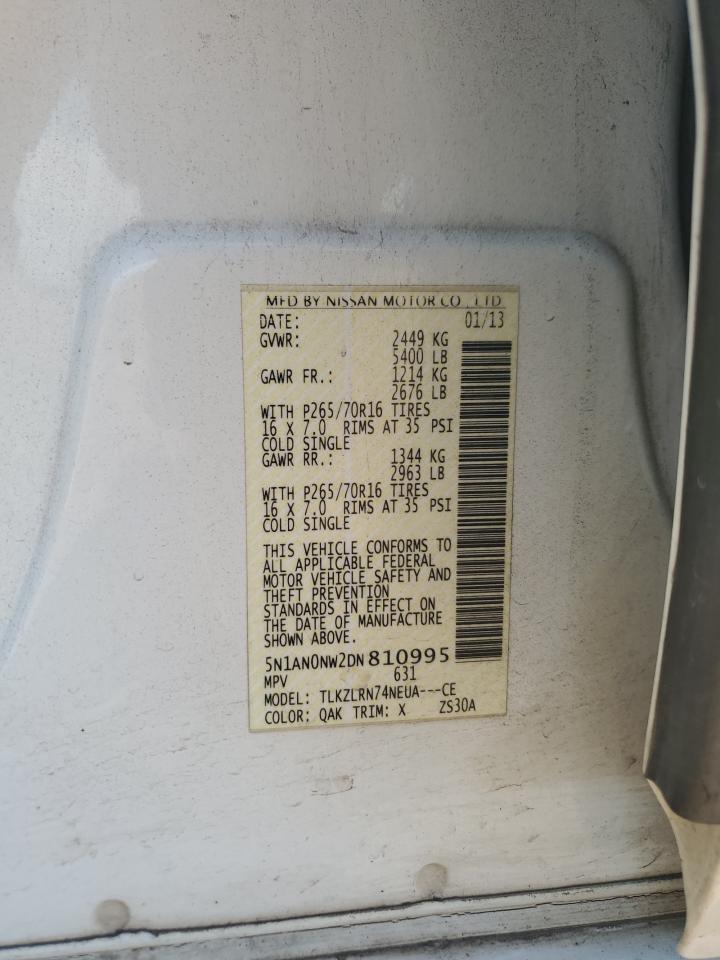 MFD BY NISSAN MOTOR CO., LTD.
DATE: 01/13
GVWR: 2449 KG
5400 LB
GAWR FR.: 1214 KG
2676 LB
WITH P265/70R16 TIRES
16 X 7.0 RIMS AT 35 PSI
COLD SINGLE
GAWR RR.: 1344 KG
2963 LB
WITH P265/70R16 TIRES
16 X 7.0 RIMS AT 35 PSI
COLD SINGLE
THIS VEHICLE CONFORMS TO
ALL APPLICABLE FEDERAL
MOTOR VEHICLE SAFETY AND
THEFT PREVENTION
STANDARDS IN EFFECT ON
THE DATE OF MANUFACTURE
SHOWN ABOVE.
5N1AN0NW2DN810995
MPV 631
MODEL: TLKZLRN74NEUA---CE
COLOR: QAK TRIM: X ZS30A